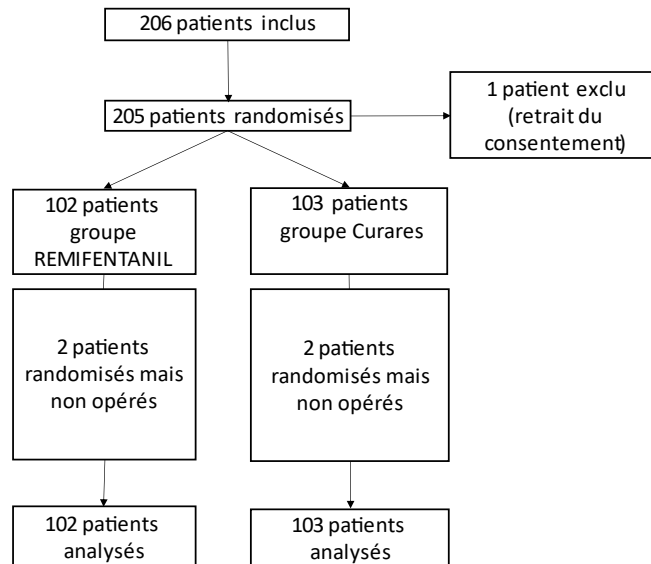 206 patients inclus
205 patients randomisés
1 patient exclu
(retrait du
consentement)
102 patients
groupe
REMIFENTANIL
103 patients
groupe Curares
2 patients
randomisés mais
non opérés
2 patients
randomisés mais
non opérés
102 patients
analysés
103 patients
analysés